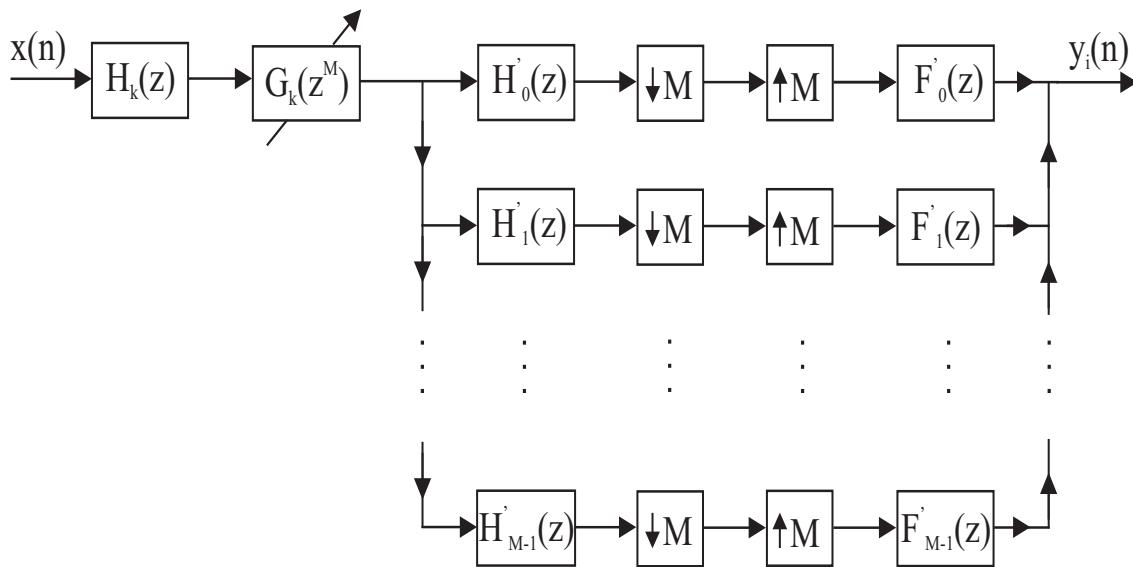 x(n) H_k(z) G_k(z^M) H'_0(z) ↓M ↑M F'_0(z) y_i(n)
H'_1(z) ↓M ↑M F'_1(z)
H'_{M-1}(z) ↓M ↑M F'_{M-1}(z)